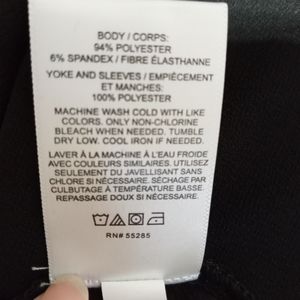 BODY / CORPS:
94% POLYESTER
6% SPANDEX / FIBRE ÉLASTHANNE
YOKE AND SLEEVES / EMPIÈCEMENT
ET MANCHES:
100% POLYESTER
MACHINE WASH COLD WITH LIKE
COLORS. ONLY NON-CHLORINE
BLEACH WHEN NEEDED. TUMBLE
DRY LOW. COOL IRON IF NEEDED.
LAVER À LA MACHINE À L'EAU FROIDE
AVEC COULEURS SIMILAIRES. UTILISEZ
SEULEMENT DU JAVELLISANT SANS
CHLORE SI NÉCESSAIRE. SÉCHAGE PAR
CULBUTAGE À TEMPÉRATURE BASSE.
REPASSAGE DOUX SI NÉCESSAIRE.
RN# 55285